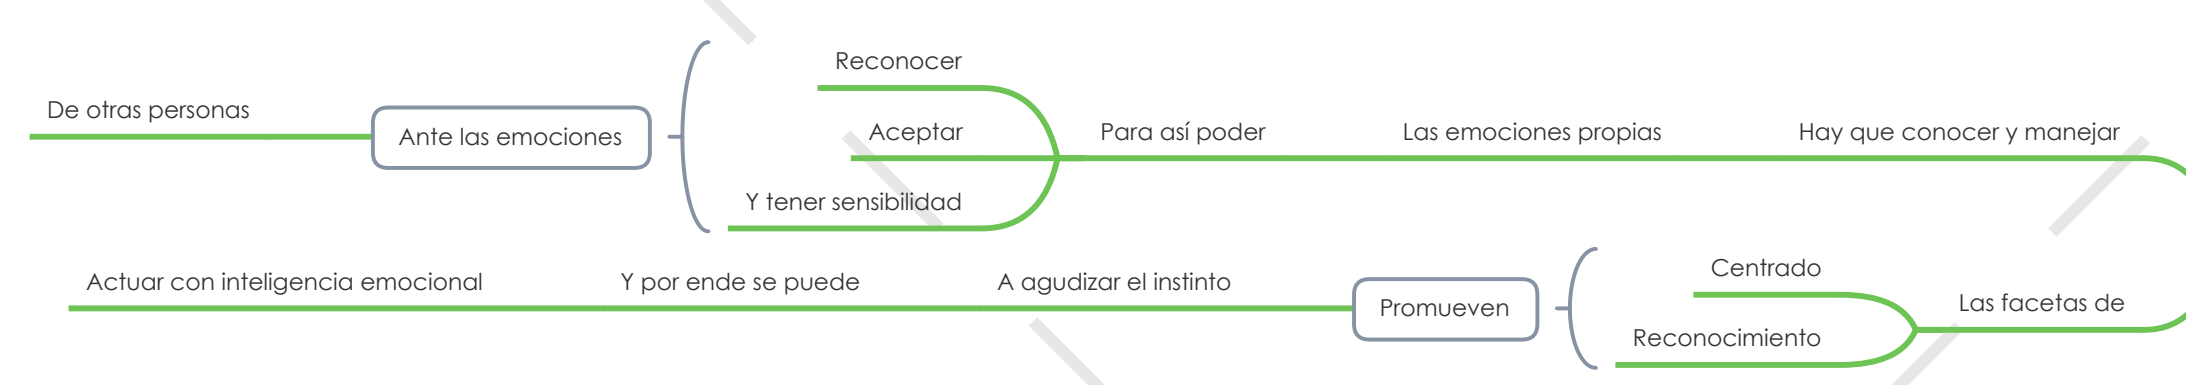 Reconocer
De otras personas
Ante las emociones
Aceptar
Para así poder
Las emociones propias
Hay que conocer y manejar
Y tener sensibilidad
Actuar con inteligencia emocional
Y por ende se puede
A agudizar el instinto
Promueven
Centrado
Las facetas de
Reconocimiento